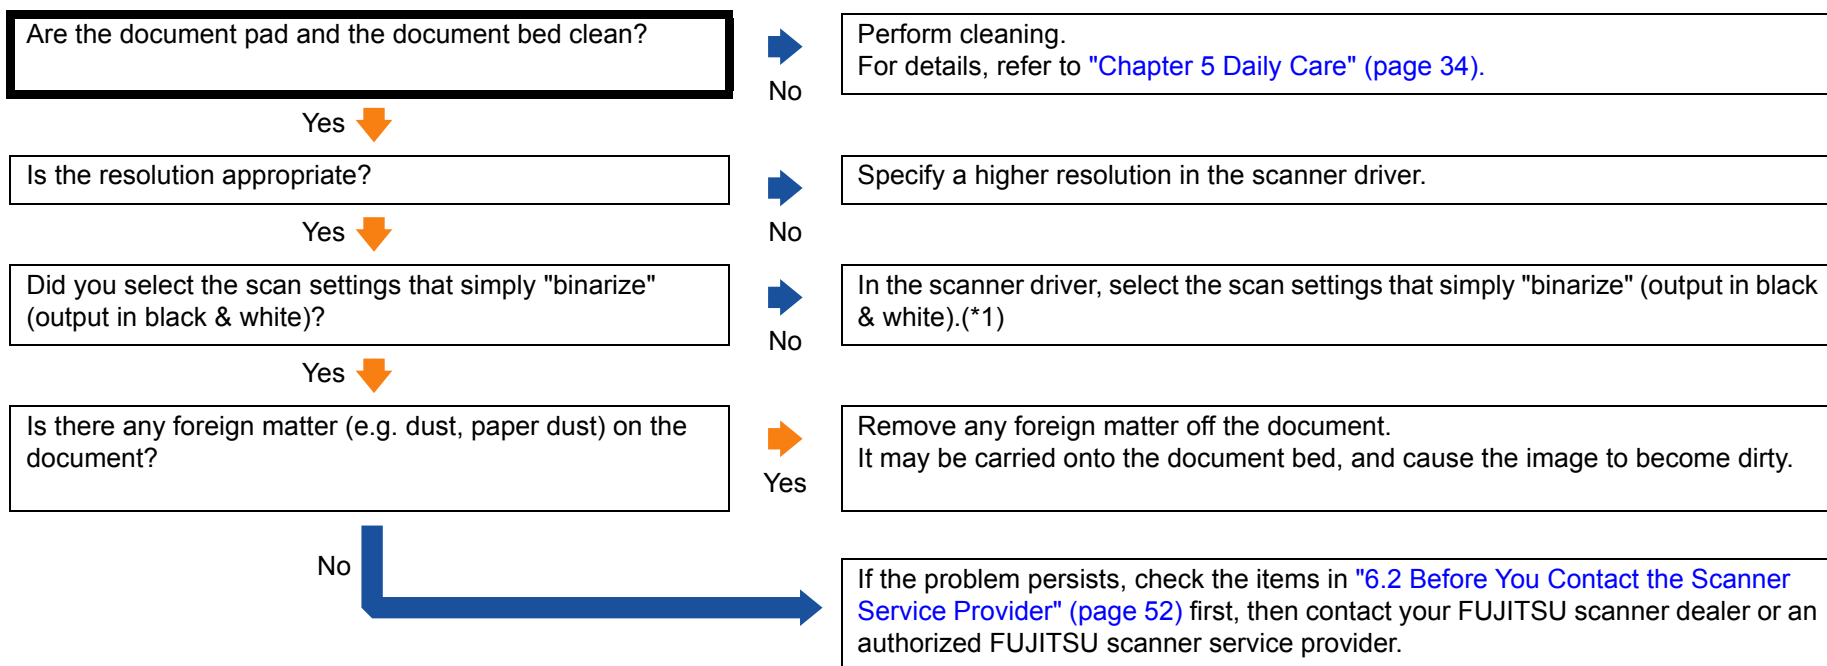 Are the document pad and the document bed clean?
No
Perform cleaning.
For details, refer to "Chapter 5 Daily Care" (page 34).
Yes
Is the resolution appropriate?
No
Specify a higher resolution in the scanner driver.
Yes
Did you select the scan settings that simply "binarize"
(output in black & white)?
No
In the scanner driver, select the scan settings that simply "binarize" (output in black
& white).(*1)
Yes
Is there any foreign matter (e.g. dust, paper dust) on the
document?
Yes
Remove any foreign matter off the document.
It may be carried onto the document bed, and cause the image to become dirty.
No
If the problem persists, check the items in "6.2 Before You Contact the Scanner
Service Provider" (page 52) first, then contact your FUJITSU scanner dealer or an
authorized FUJITSU scanner service provider.